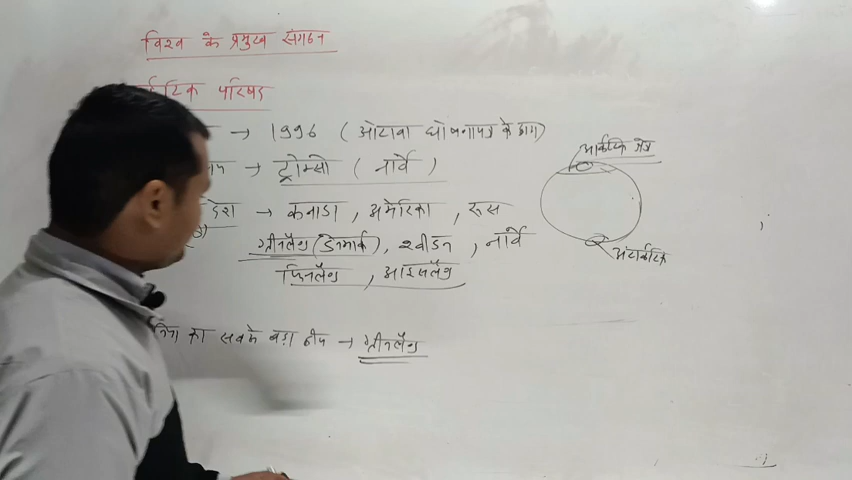 विश्व के प्रमुख संगठन
र्कटिक परिषद
→ 1996 (ओटावा घोषणापत्र के द्वारा)
→ ट्रोम्सो (नार्वे)
देश → कनाडा, अमेरिका, रूस
ग्रीनलैण्ड (डेनमार्क), स्वीडन, नार्वे
फिनलैण्ड, आइसलैण्ड
का सबसे बड़ा द्वीप → ग्रीनलैण्ड
आर्कटिक क्षेत्र
अंटार्कटिक